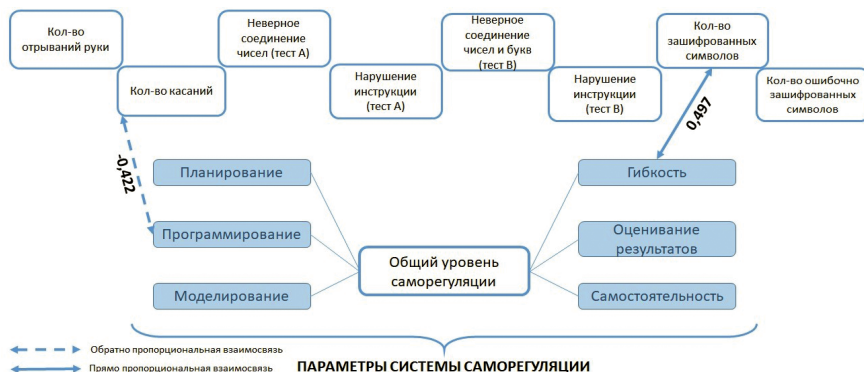 Кол-во
отрываний руки
Кол-во касаний
Неверное
соединение
чисел (тест А)
Нарушение
инструкции
(тест А)
Неверное
соединение
чисел и букв
(тест В)
Нарушение
инструкции
(тест В)
Кол-во
зашифрованных
символов
Кол-во ошибочно
зашифрованных
символов
-0,422
0,497
Планирование
Программирование
Моделирование
Общий уровень
саморегуляции
Гибкость
Оценивание
результатов
Самостоятельность
Обратно пропорциональная взаимосвязь
Прямо пропорциональная взаимосвязь
ПАРАМЕТРЫ СИСТЕМЫ САМОРЕГУЛЯЦИИ